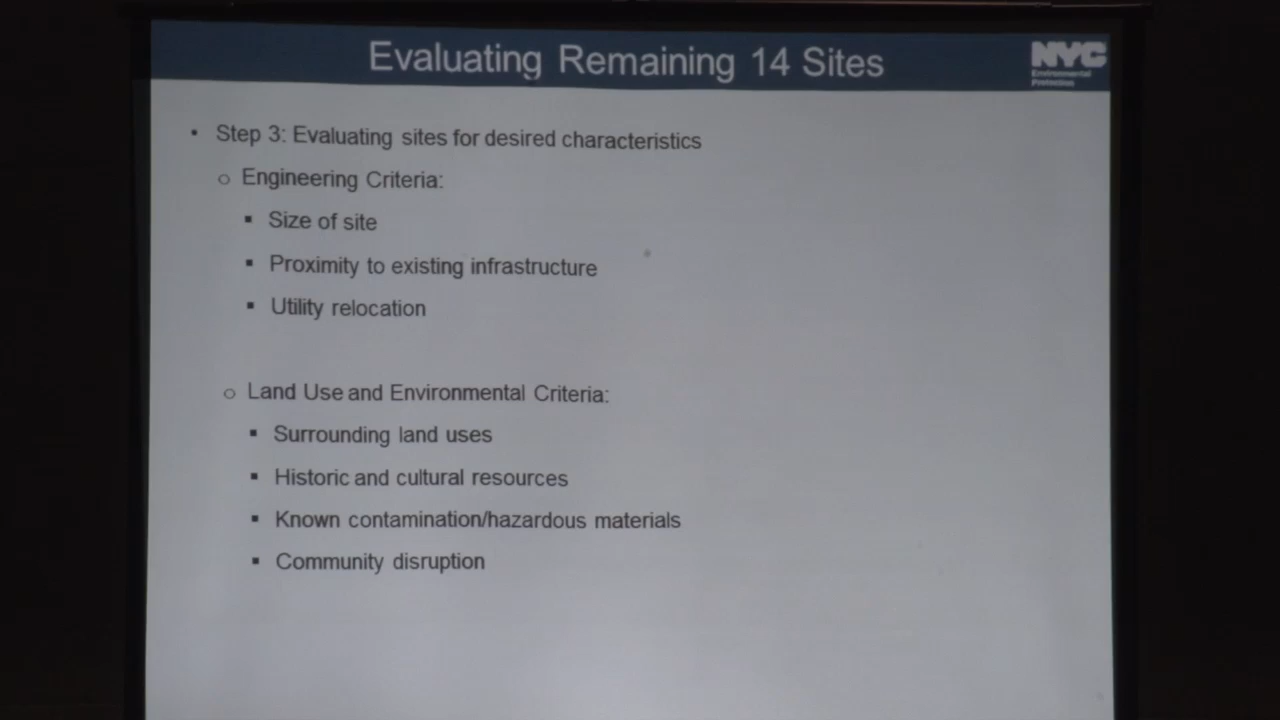 Evaluating Remaining 14 Sites
NYC
Environmental
Protection
• Step 3: Evaluating sites for desired characteristics
o Engineering Criteria:
▪ Size of site
▪ Proximity to existing infrastructure
▪ Utility relocation
o Land Use and Environmental Criteria:
▪ Surrounding land uses
▪ Historic and cultural resources
▪ Known contamination/hazardous materials
▪ Community disruption